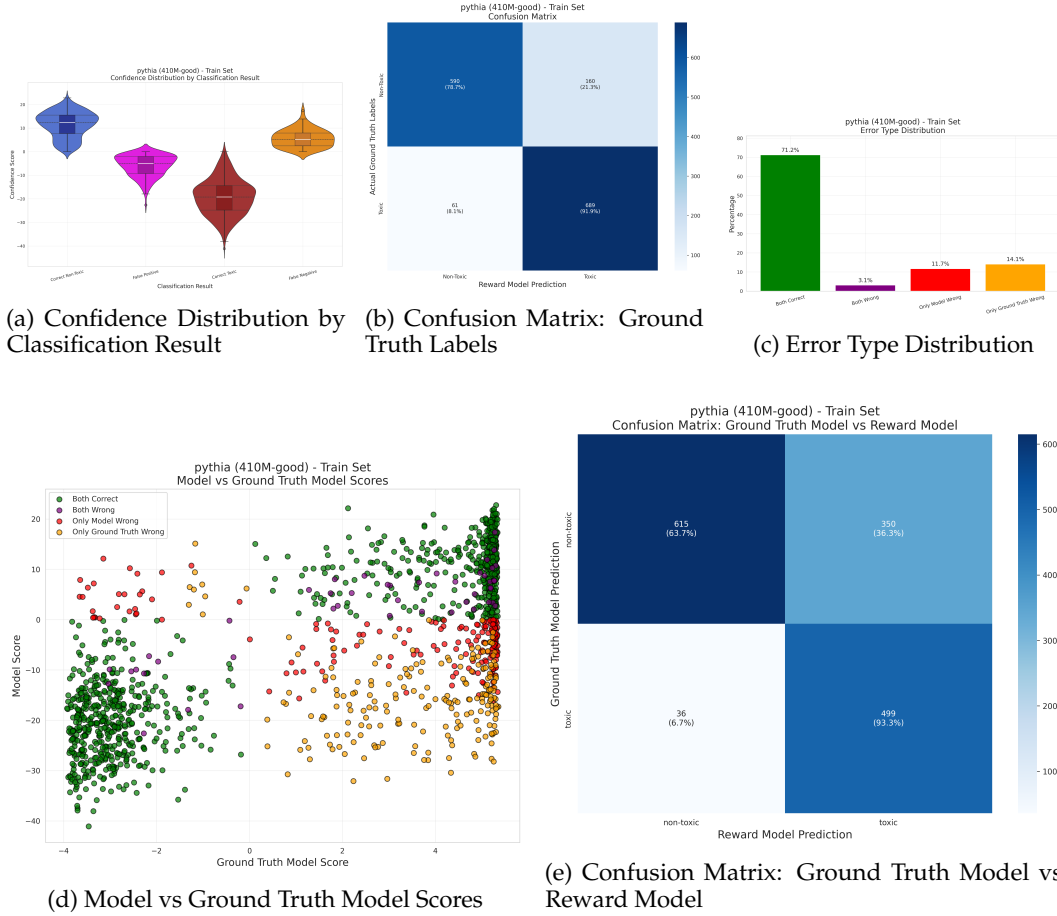 pythia (410M-good) - Train Set
Confidence Distribution by Classification Result
Confidence Score
20
10
0
−10
−20
−30
−40
Correct Non-Toxic
False Positive
Correct Toxic
False Negative
Classification Result
(a) Confidence Distribution by
Classification Result
pythia (410M-good) - Train Set
Confusion Matrix
Actual Ground Truth Labels
Non-Toxic
Toxic
590
(78.7%)
160
(21.3%)
61
(8.1%)
689
(91.9%)
Non-Toxic
Toxic
Reward Model Prediction
600
500
400
300
200
100
(b) Confusion Matrix: Ground
Truth Labels
pythia (410M-good) - Train Set
Error Type Distribution
Percentage
80
70
60
50
40
30
20
10
0
71.2%
3.1%
11.7%
14.1%
Both Correct
Both Wrong
Only Model Wrong
Only Ground Truth Wrong
(c) Error Type Distribution
pythia (410M-good) - Train Set
Model vs Ground Truth Model Scores
Both Correct
Both Wrong
Only Model Wrong
Only Ground Truth Wrong
Model Score
20
10
0
−10
−20
−30
−40
−4
−2
0
2
4
Ground Truth Model Score
(d) Model vs Ground Truth Model Scores
pythia (410M-good) - Train Set
Confusion Matrix: Ground Truth Model vs Reward Model
Ground Truth Model Prediction
non-toxic
toxic
615
(63.7%)
350
(36.3%)
36
(6.7%)
499
(93.3%)
non-toxic
toxic
Reward Model Prediction
600
500
400
300
200
100
(e) Confusion Matrix: Ground Truth Model vs
Reward Model